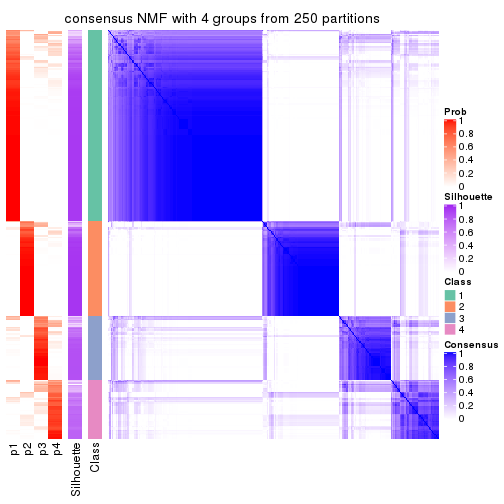 consensus NMF with 4 groups from 250 partitions
Prob
1
0.8
0.6
0.4
0.2
0
Silhouette
1
0.8
0.6
0.4
0.2
0
Class
1
2
3
4
Consensus
1
0.8
0.6
0.4
0.2
0
p1
p2
p3
p4
Silhouette
Class